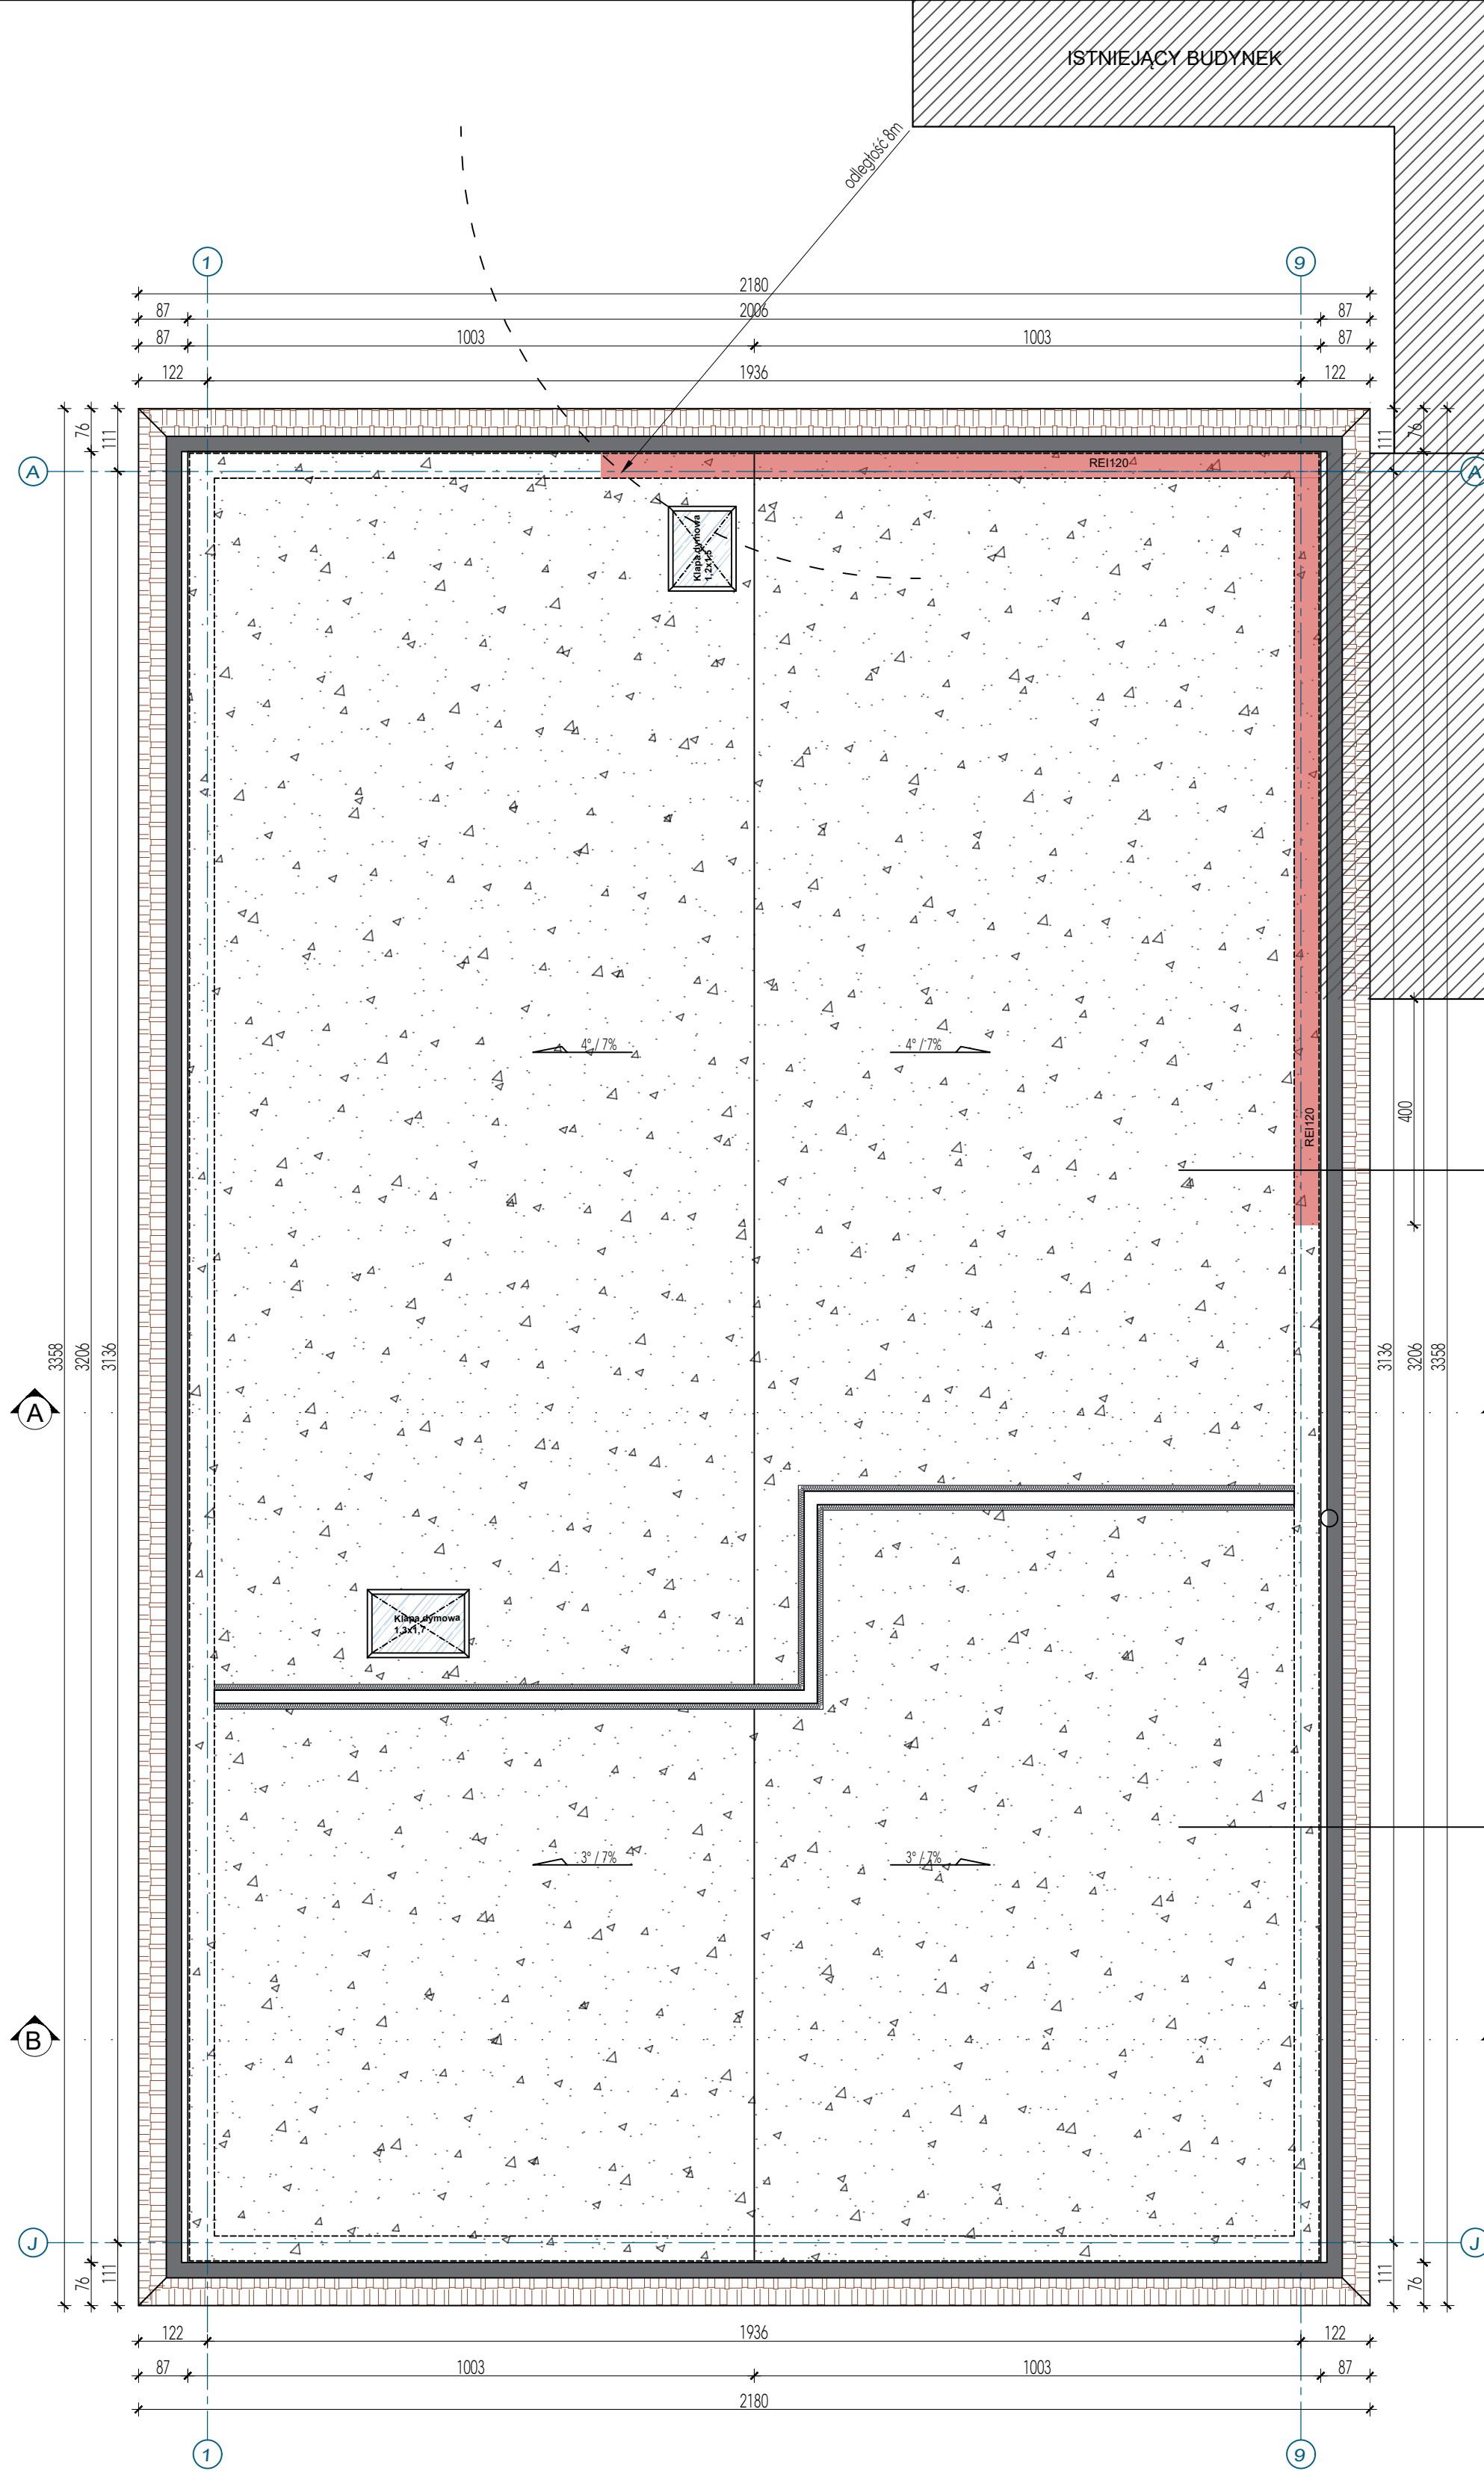 ISTNIEJĄCY BUDYNEK
odległość 8m
1
9
2180
87
2006
87
87
1003
1003
87
122
1936
122
76
111
111
76
A
A
REI120
Klapa dymowa
1,2x1,5
4° / 7%
4° / 7%
400
REI120
3358
3206
3136
3136
3206
3358
A
Klapa dymowa
1,3x1,7
3° / 7%
3° / 7%
B
J
J
76
111
111
76
122
1936
122
87
1003
1003
87
2180
1
9